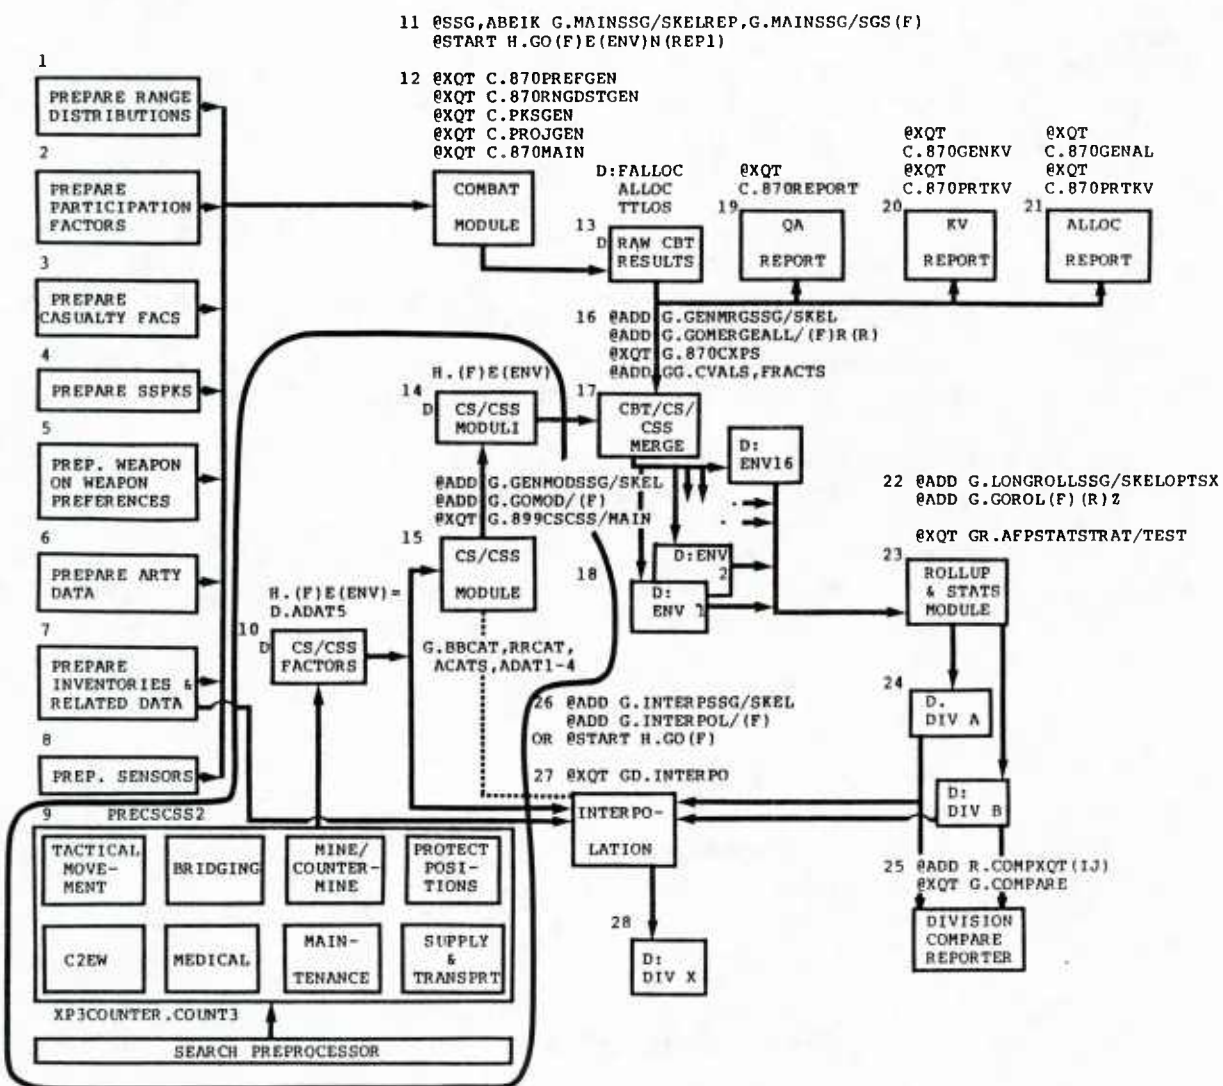 11 @SSG,ABEIK G.MAINSSG/SKELREP,G.MAINSSG/SGS(F)
@START H.GO(F)E(ENV)N(REP1)
1
PREPARE RANGE
DISTRIBUTIONS
2
PREPARE
PARTICIPATION
FACTORS
3
PREPARE
CASUALTY FACS
4
PREPARE SSPKS
5
PREP. WEAPON
ON WEAPON
PREFERENCES
6
PREPARE ARTY
DATA
7
PREPARE
INVENTORIES &
RELATED DATA
8
PREP. SENSORS
12 @XQT C.870PREFGEN
@XQT C.870RNGDSTGEN
@XQT C.PKSGEN
@XQT C.PROJGEN
@XQT C.870MAIN
COMBAT
MODULE
D:FALLOC
ALLOC
TTLOS
13
D RAW CBT
RESULTS
@XQT
C.870REPORT
19
QA
REPORT
@XQT
C.870GENKV
@XQT
C.870PRTKV
20
KV
REPORT
@XQT
C.870GENAL
@XQT
C.870PRTKV
21
ALLOC
REPORT
16 @ADD G.GENMRGSSG/SKEL
@ADD G.GOMERGEALL/(F)R(R)
@XQT G.870CXPS
@ADD GG.CVALS,FRACTS
H.(F)E(ENV)
14
D CS/CSS
MODULI
17
CBT/CS/
CSS
MERGE
D:
ENV16
@ADD G.GENMODSSG/SKEL
@ADD G.GOMOD/(F)
@XQT G.899CSCSS/MAIN
15
CS/CSS
MODULE
18
D:ENV
2
D:
ENV 1
22 @ADD G.LONGROLLSSG/SKELOPTSX
@ADD G.GOROL(F)(R)Z
@XQT GR.AFPSTATSTRAT/TEST
23
ROLLUP
& STATS
MODULE
H.(F)E(ENV)=
D.ADAT5
10
D CS/CSS
FACTORS
G.BBCAT,RRCAT,
ACATS,ADAT1-4
24
D.
DIV A
26 @ADD G.INTERPSSG/SKEL
@ADD G.INTERPOL/(F)
OR @START H.GO(F)
27 @XQT GD.INTERPO
INTERPO-
LATION
D:
DIV B
25 @ADD R.COMPXQT(IJ)
@XQT G.COMPARE
DIVISION
COMPARE
REPORTER
28
D:
DIV X
9 PRECSCSS2
TACTICAL
MOVE-
MENT
BRIDGING
MINE/
COUNTER-
MINE
PROTECT
POSI-
TIONS
C2EW
MEDICAL
MAIN-
TENANCE
SUPPLY
&
TRANSPRT
XP3COUNTER.COUNT3
SEARCH PREPROCESSOR